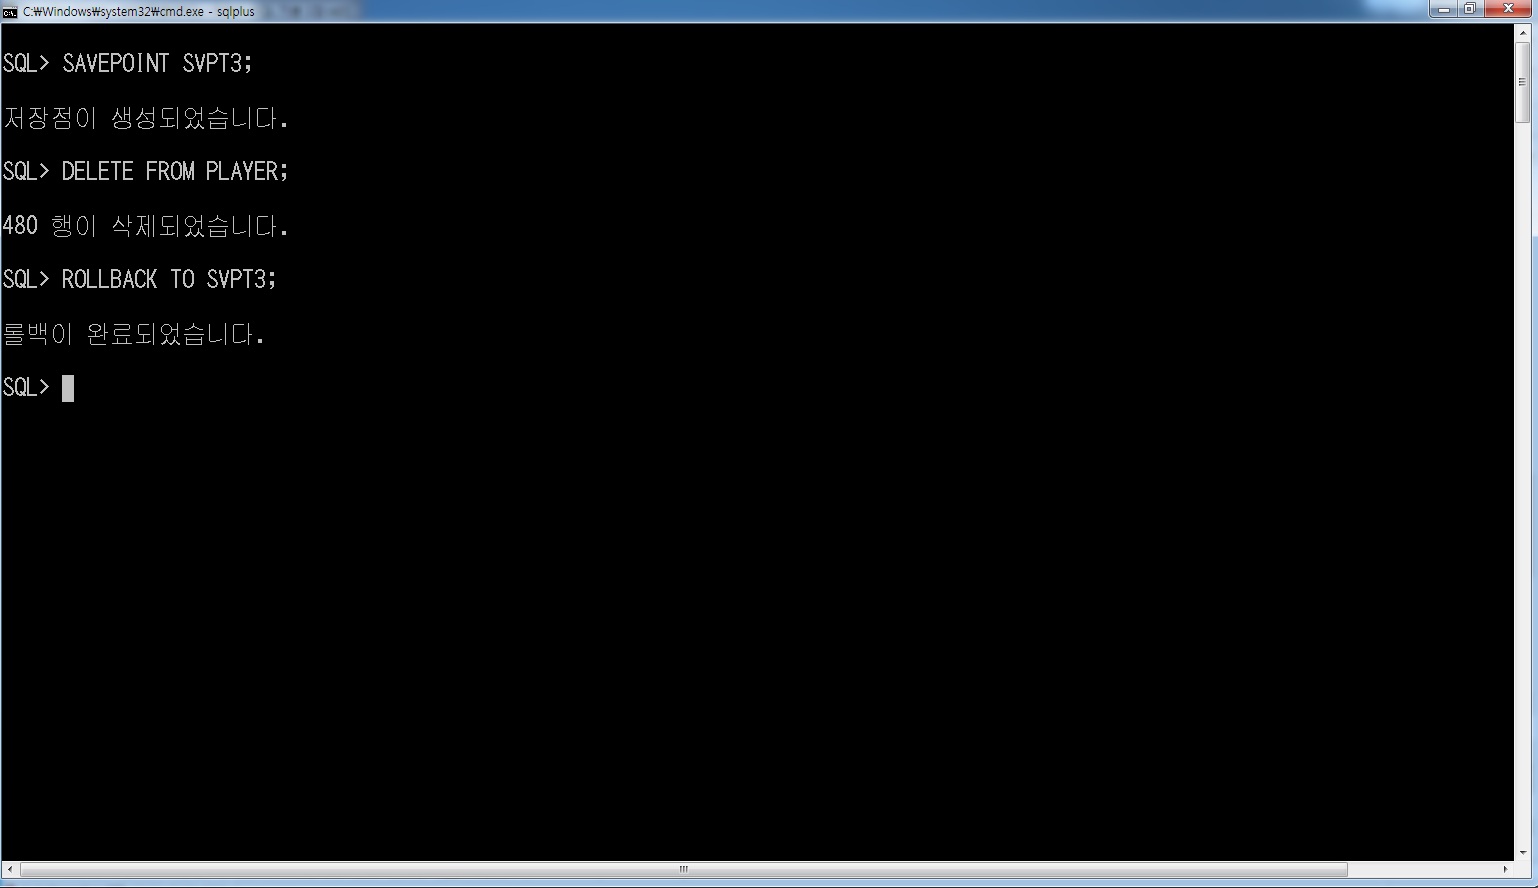 C:₩Windows₩system32₩cmd.exe - sqlplus
SQL> SAVEPOINT SVPT3;
저장점이 생성되었습니다.
SQL> DELETE FROM PLAYER;
480 행이 삭제되었습니다.
SQL> ROLLBACK TO SVPT3;
롤백이 완료되었습니다.
SQL>